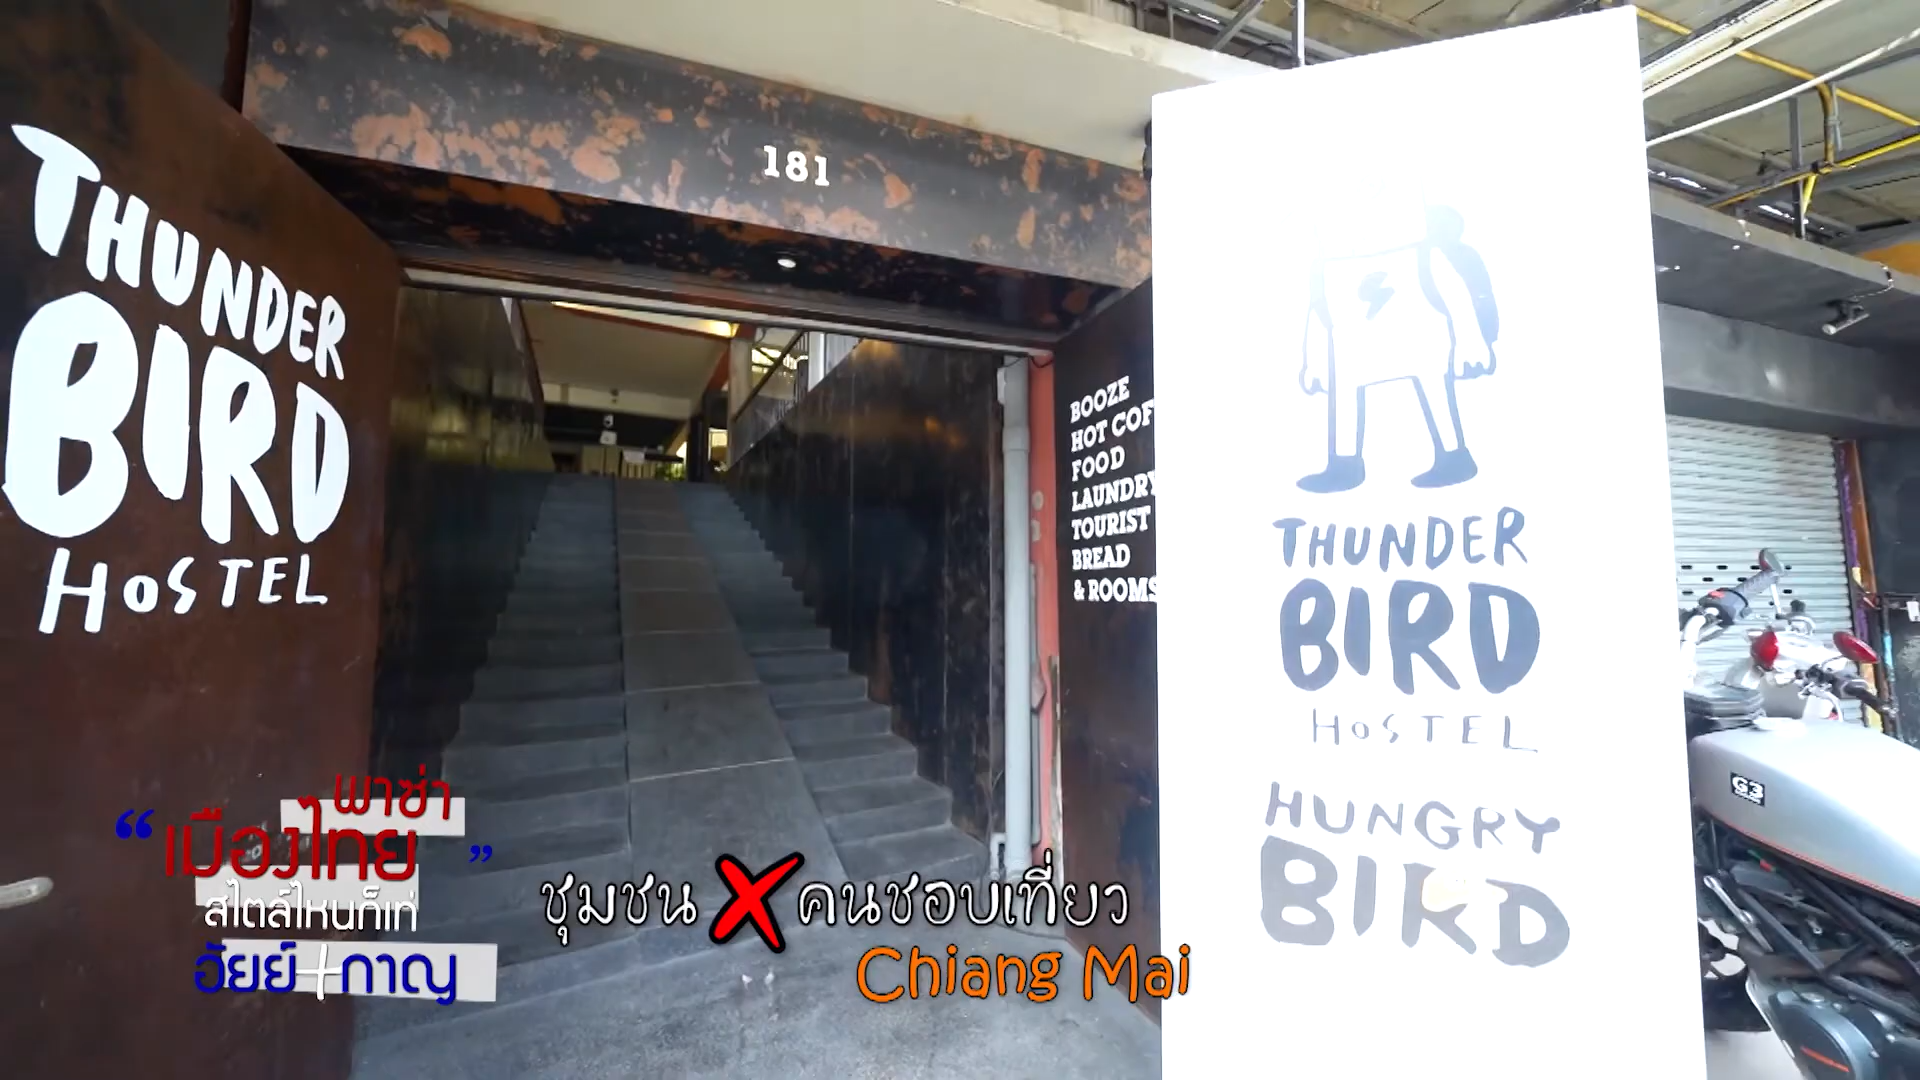 THUNDER
BIRD
HOSTEL
181
BOOZE
HOT COF
FOOD
LAUNDRY
TOURIST
BREAD
& ROOMS
THUNDER
BIRD
HOSTEL
HUNGRY
BIRD
G3
พาซ่า
“เมืองไทย”
สไตล์ไหนก็เท่
ฮัยย์+กาญ
ชุมชน X คนชอบเที่ยว
Chiang Mai